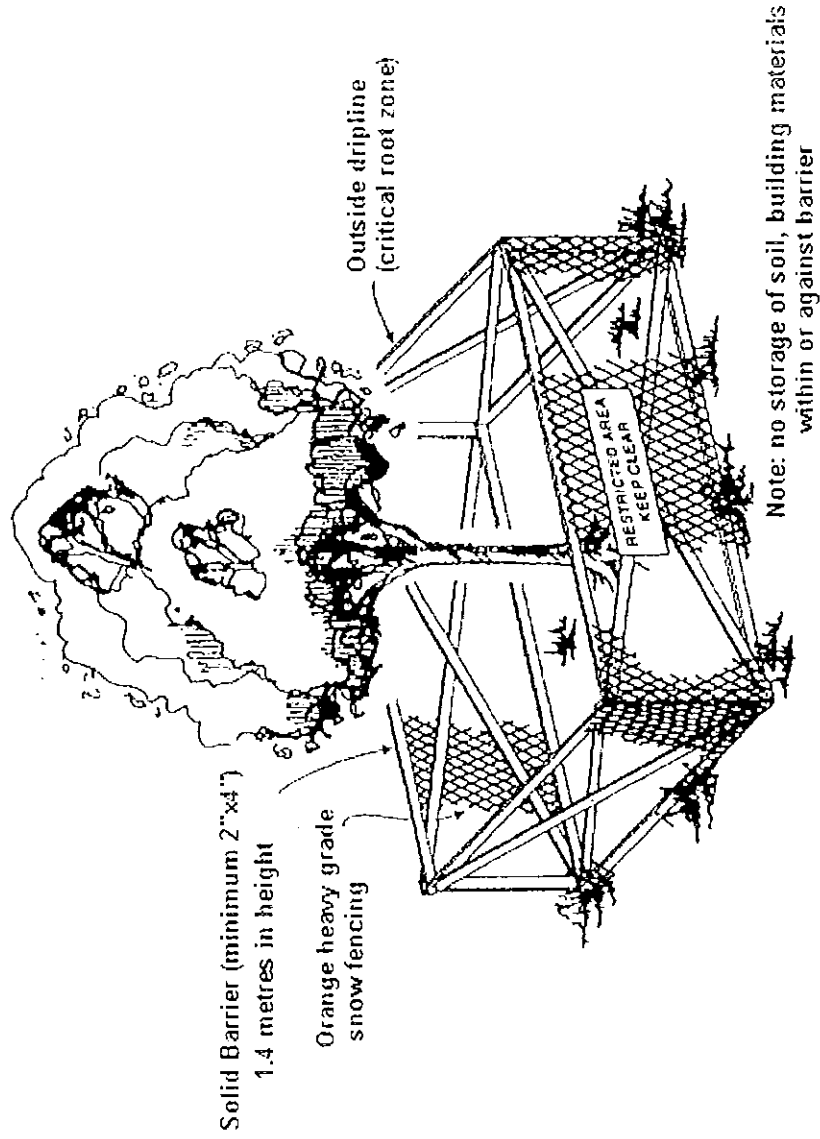 Solid Barrier (minimum 2"x4")
1.4 metres in height
Orange heavy grade
snow fencing
Outside dripline
(critical root zone)
RESTRICTED AREA
KEEP CLEAR
Note: no storage of soil, building materials
within or against barrier